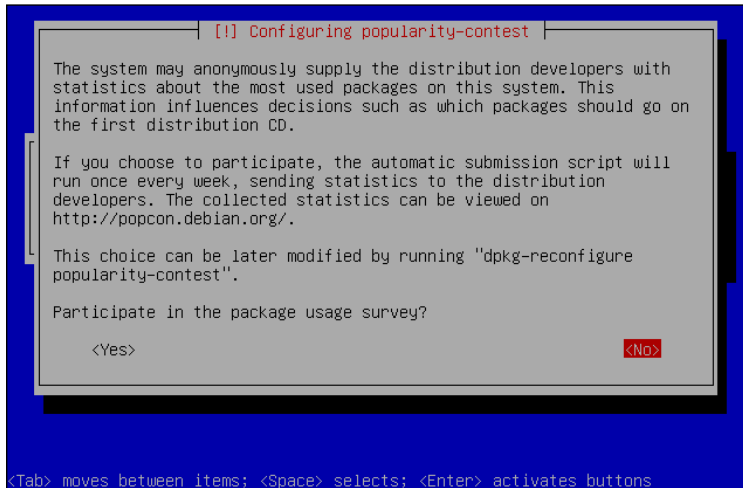 [!] Configuring popularity-contest
The system may anonymously supply the distribution developers with
statistics about the most used packages on this system. This
information influences decisions such as which packages should go on
the first distribution CD.
If you choose to participate, the automatic submission script will
run once every week, sending statistics to the distribution
developers. The collected statistics can be viewed on
http://popcon.debian.org/.
This choice can be later modified by running "dpkg-reconfigure
popularity-contest".
Participate in the package usage survey?
<Yes> <No>
<Tab> moves between items; <Space> selects; <Enter> activates buttons